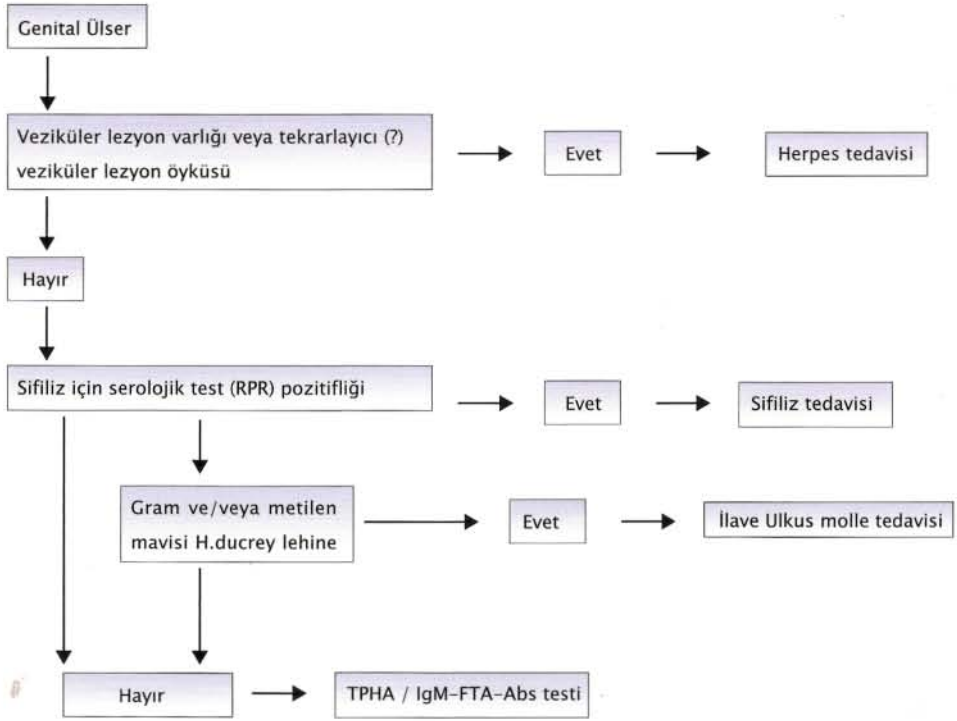 Genital Ülser
Veziküler lezyon varlığı veya tekrarlayıcı (?)
veziküler lezyon öyküsü
Evet
Herpes tedavisi
Hayır
Sifiliz için serolojik test (RPR) pozitifliği
Evet
Sifiliz tedavisi
Gram ve/veya metilen
mavisi H.ducrey lehine
Evet
İlave Ulkus molle tedavisi
Hayır
TPHA / IgM-FTA-Abs testi